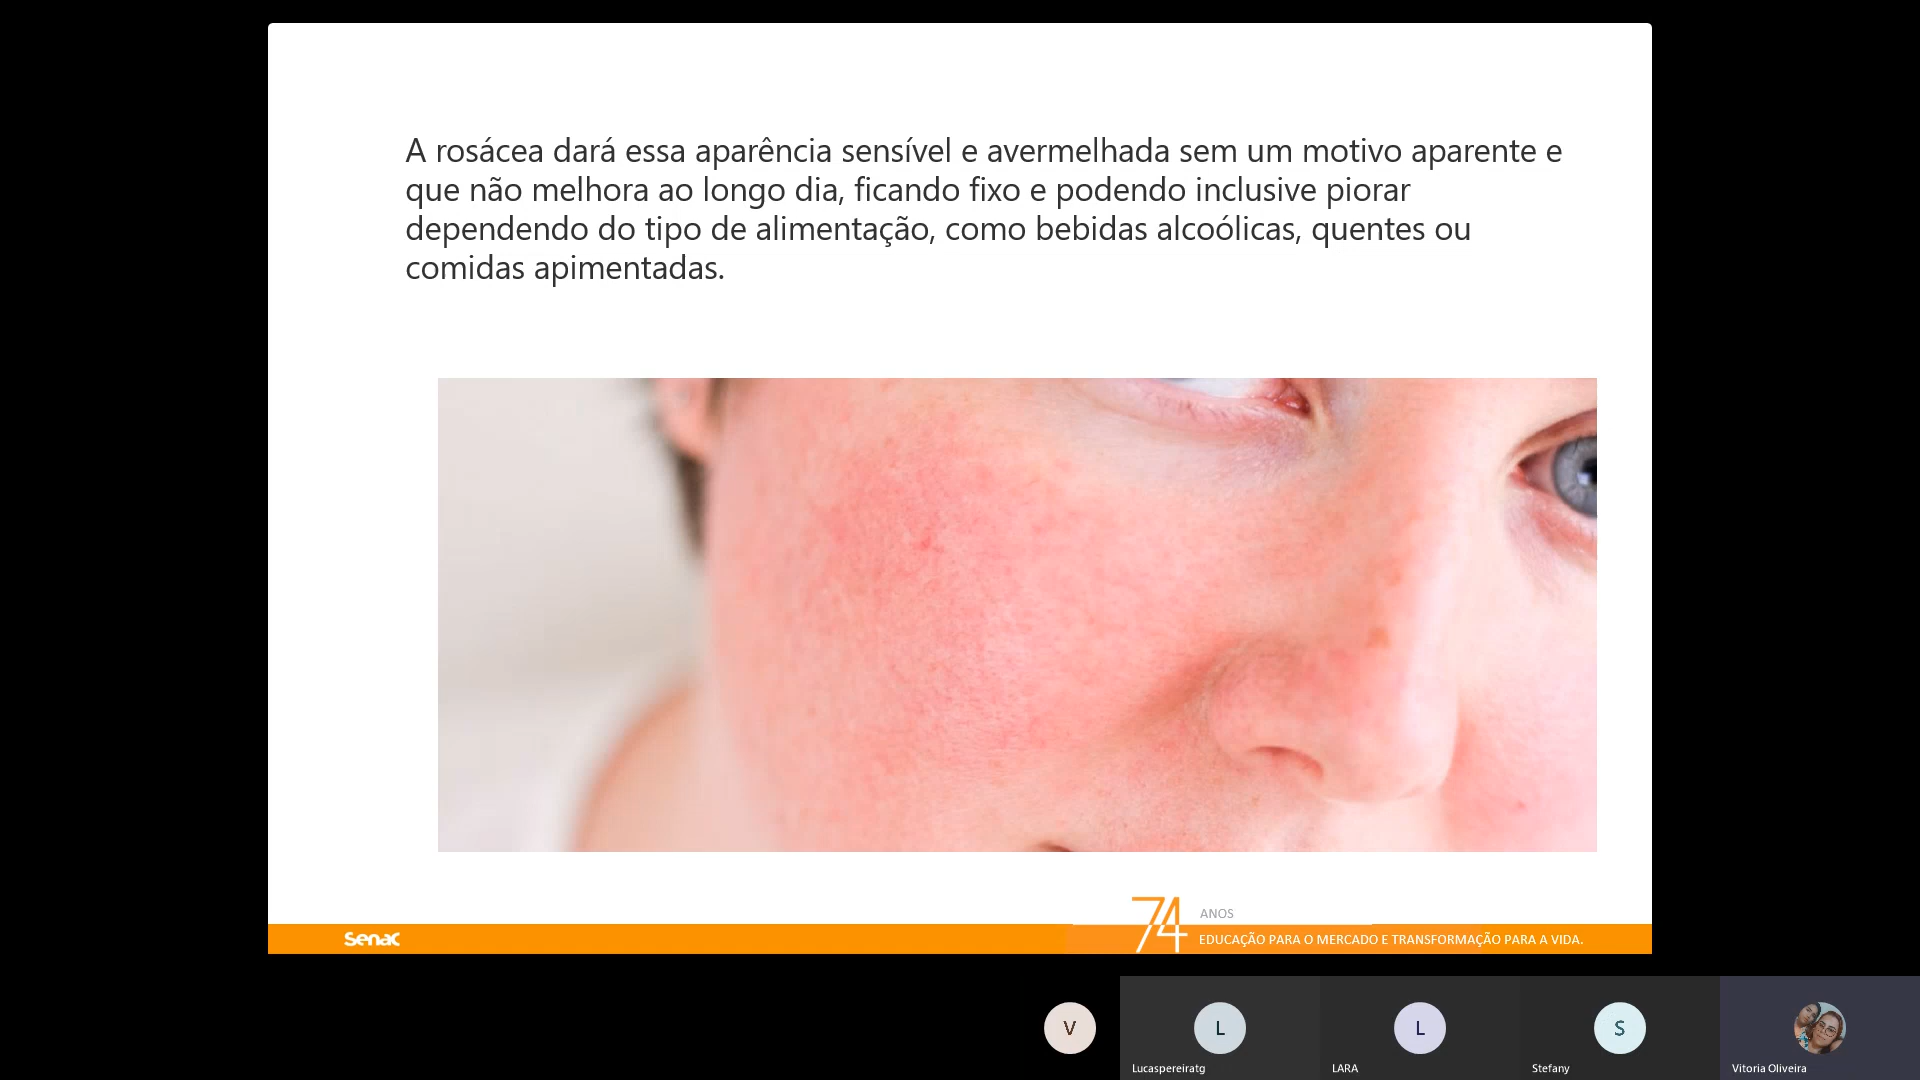 A rosácea dará essa aparência sensível e avermelhada sem um motivo aparente e
que não melhora ao longo dia, ficando fixo e podendo inclusive piorar
dependendo do tipo de alimentação, como bebidas alcoólicas, quentes ou
comidas apimentadas.
74 ANOS
senac
EDUCAÇÃO PARA O MERCADO E TRANSFORMAÇÃO PARA A VIDA.
V
L
L
S
Lucaspereiratg
LARA
Stefany
Vitoria Oliveira